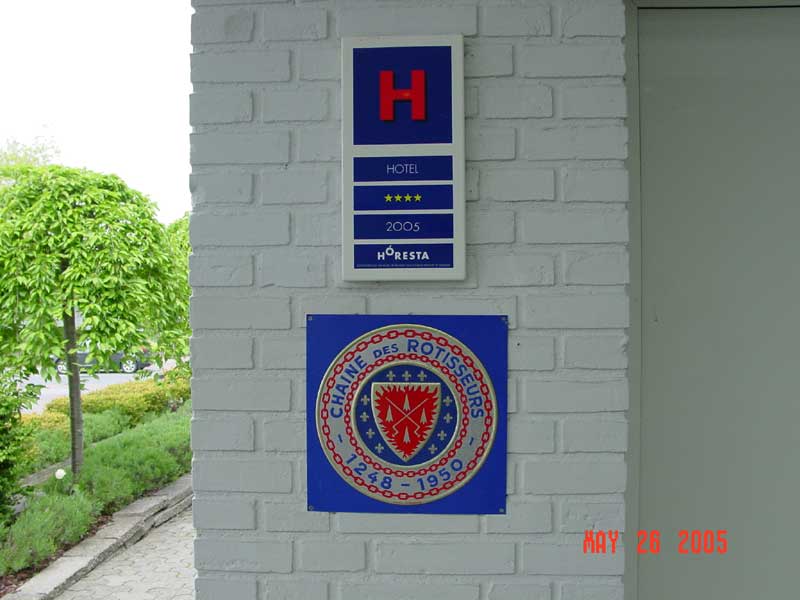 H
HOTEL
★★★★
2005
HORESTA
CHAINE DES ROTISSEURS
1248 - 1950
MAY 26 2005